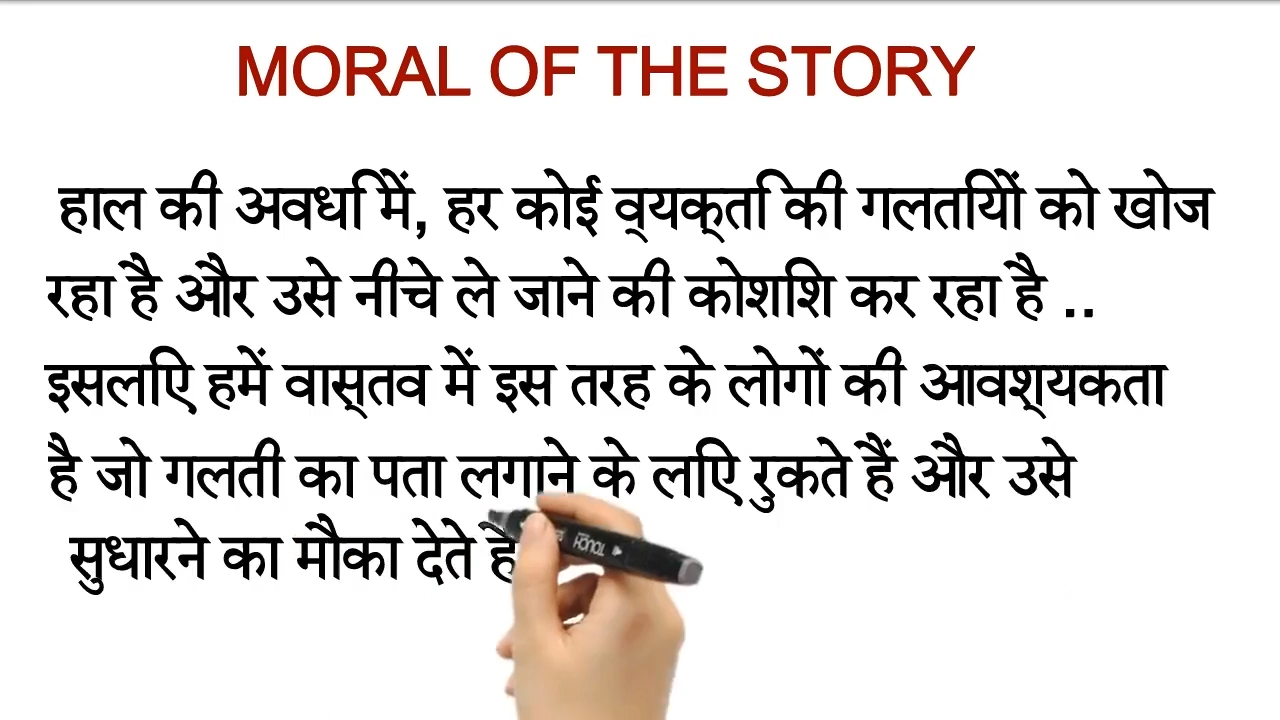 MORAL OF THE STORY
हाल की अवधि में, हर कोई व्यक्ति की गलतियों को खोज
रहा है और उसे नीचे ले जाने की कोशिश कर रहा है ..
इसलिए हमें वास्तव में इस तरह के लोगों की आवश्यकता
है जो गलती का पता लगाने के लिए रुकते हैं और उसे
सुधारने का मौका देते
TOUCH